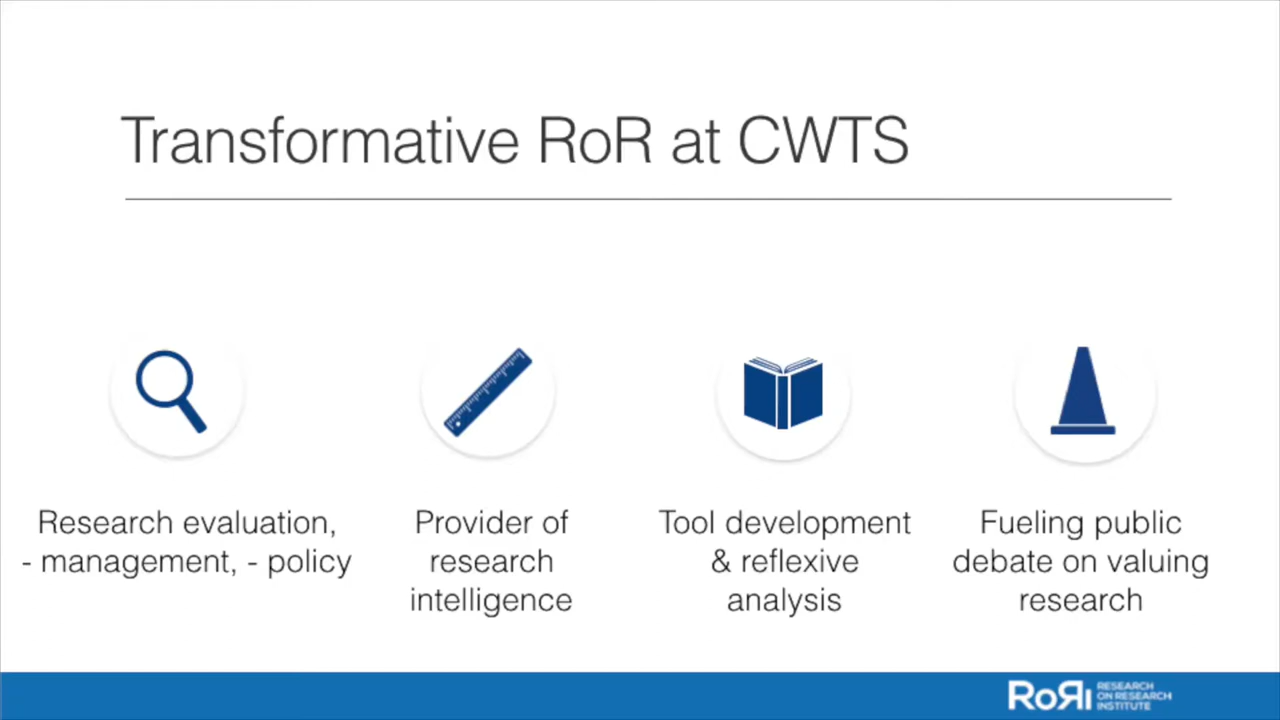 Transformative RoR at CWTS
Research evaluation,
- management, - policy
Provider of
research
intelligence
Tool development
& reflexive
analysis
Fueling public
debate on valuing
research
RoRI
RESEARCH
ON RESEARCH
INSTITUTE